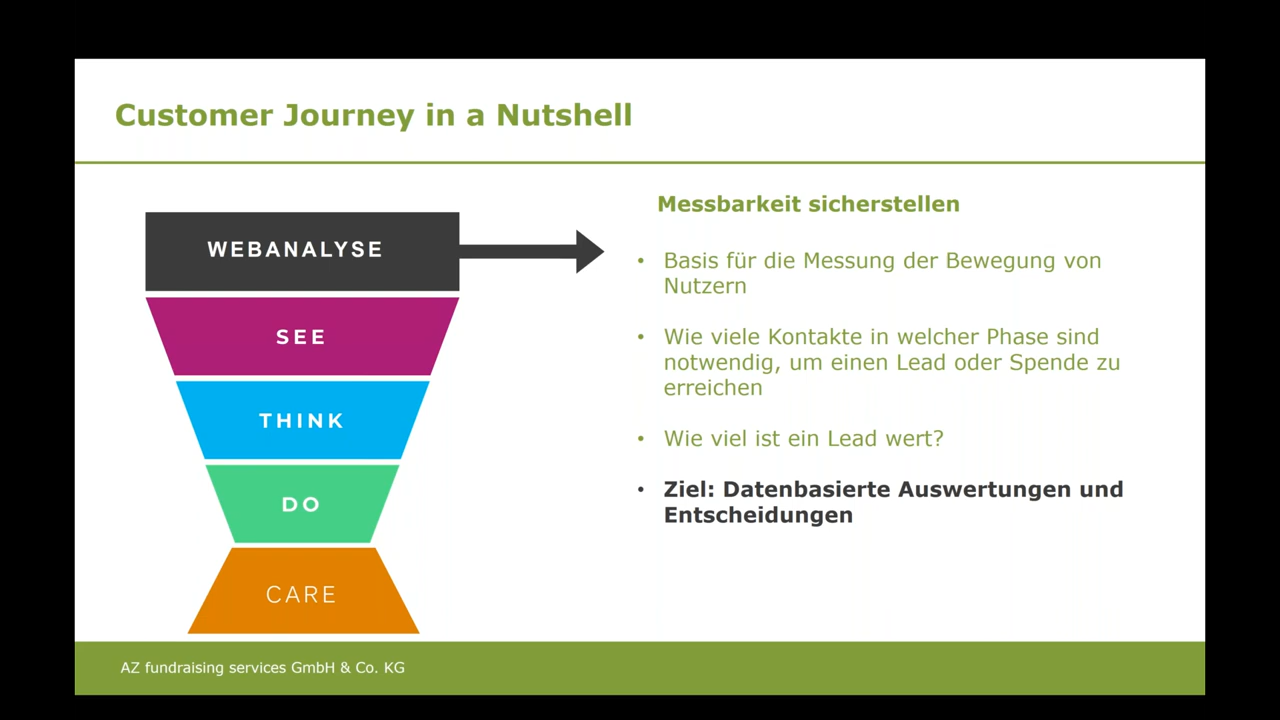 Customer Journey in a Nutshell
WEBANALYSE
SEE
THINK
DO
CARE
Messbarkeit sicherstellen
• Basis für die Messung der Bewegung von
Nutzern
• Wie viele Kontakte in welcher Phase sind
notwendig, um einen Lead oder Spende zu
erreichen
• Wie viel ist ein Lead wert?
• Ziel: Datenbasierte Auswertungen und
Entscheidungen
AZ fundraising services GmbH & Co. KG